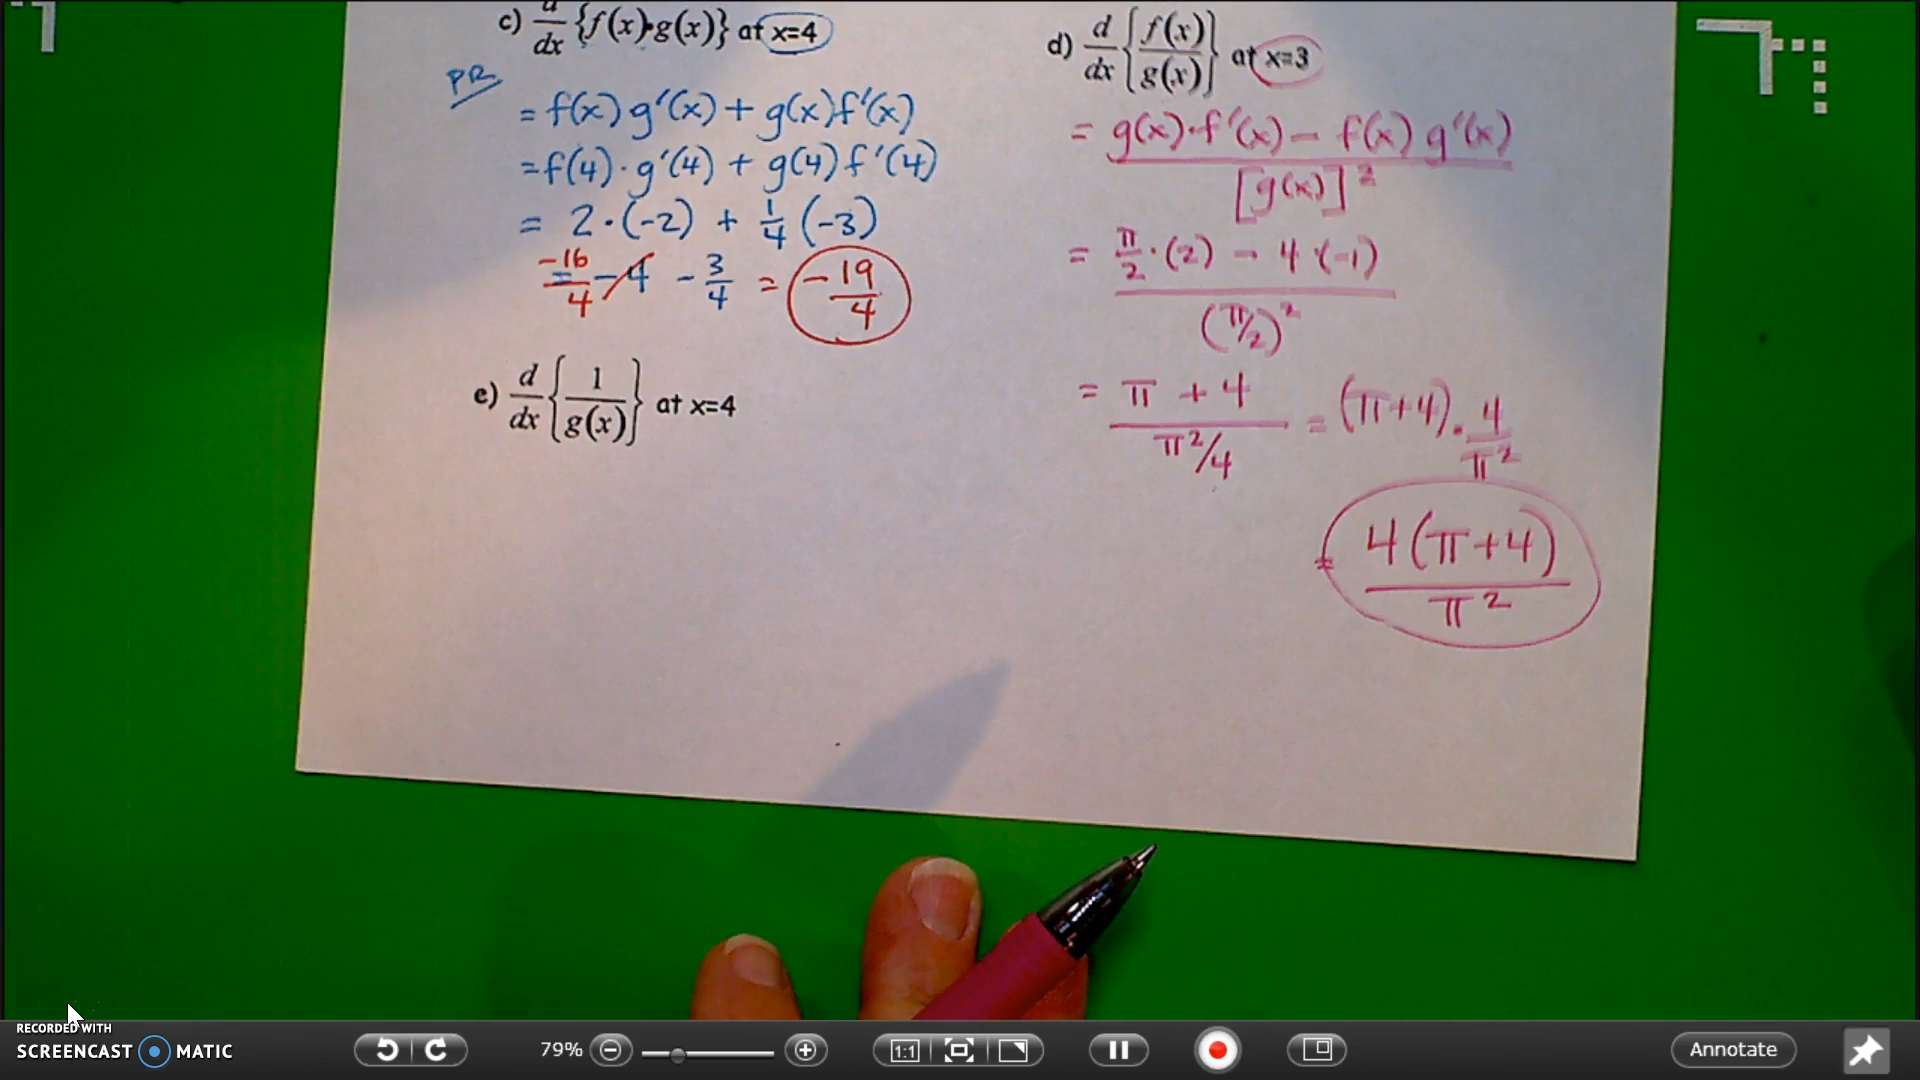 c) d/dx {f(x)·g(x)} at x=4
PR
= f(x) g'(x) + g(x)f'(x)
= f(4)·g'(4) + g(4) f'(4)
= 2·(-2) + 1/4 (-3)
-16/4 = -4 - 3/4 = -19/4
e) d/dx {1/g(x)} at x=4
d) d/dx {f(x)/g(x)} at x=3
= g(x)·f'(x) - f(x) g'(x)
[g(x)]²
= π/2·(2) - 4·(-1)
(π/2)²
= π + 4
π²/4
= (π+4)·4/π²
= 4(π+4)
π²
RECORDED WITH
SCREENCAST MATIC
79%
1:1
Annotate